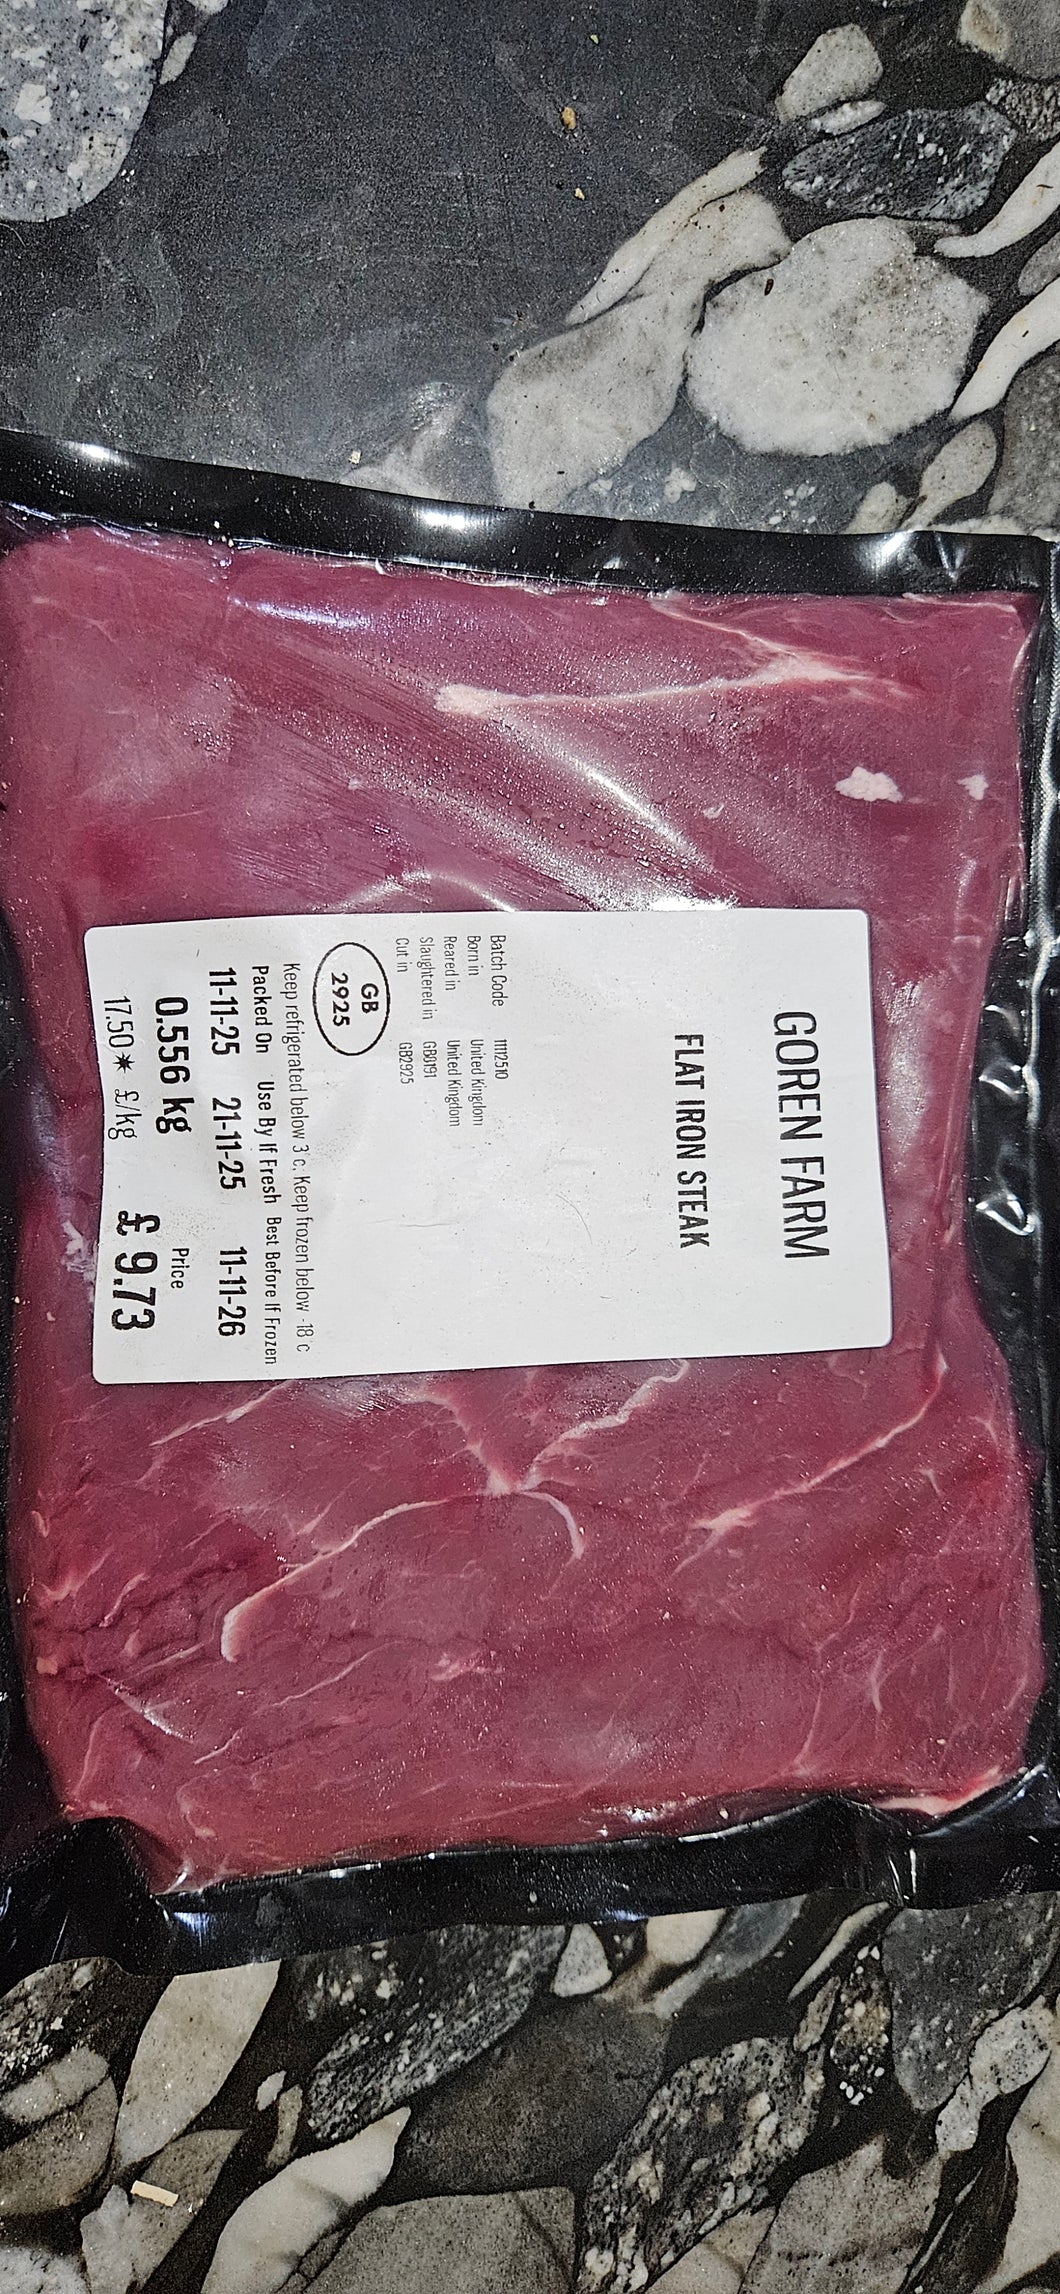 GOREN FARM
FLAT IRON STEAK
Batch Code 1112510
Born in United Kingdom
Reared in United Kingdom
Slaughtered in GB8191
Cut in GB2925
GB
2925
Keep refrigerated below 3°c. Keep frozen below -18°c
Packed On Use By If Fresh Best Before If Frozen
11-11-25 21-11-25 11-11-26
0.556 kg Price
17.50 * £/kg £ 9.73